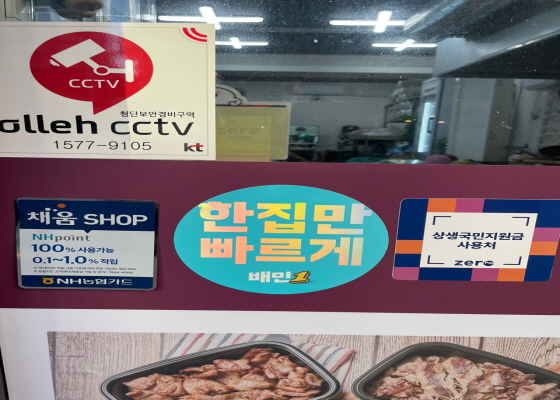 CCTV
첨단보안경비구역
olleh cctv
1577-9105
kt
채움 SHOP
NHpoint
100% 사용가능
0.1~1.0% 적립
NH농협카드
한집만
빠르게
배민1
상생국민지원금
사용처
zero